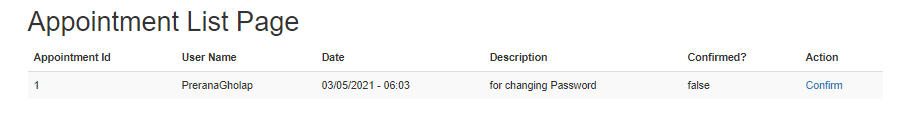 Appointment List Page
Appointment Id User Name Date Description Confirmed? Action
1 PreranaGholap 03/05/2021 - 06:03 for changing Password false Confirm